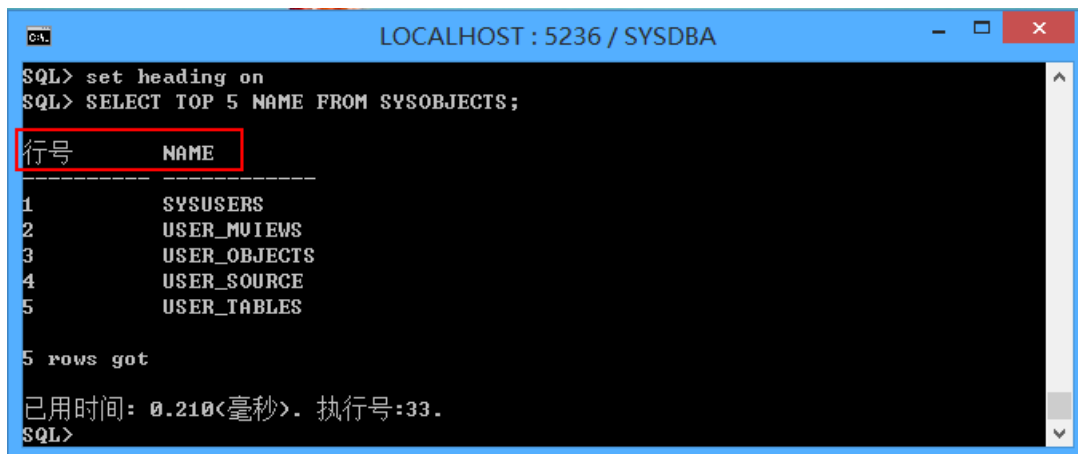 LOCALHOST : 5236 / SYSDBA
SQL> set heading on
SQL> SELECT TOP 5 NAME FROM SYSOBJECTS;
行号 NAME
---------- ------------
1 SYSUSERS
2 USER_MVIEWS
3 USER_OBJECTS
4 USER_SOURCE
5 USER_TABLES
5 rows got
已用时间: 0.210(毫秒). 执行号:33.
SQL>